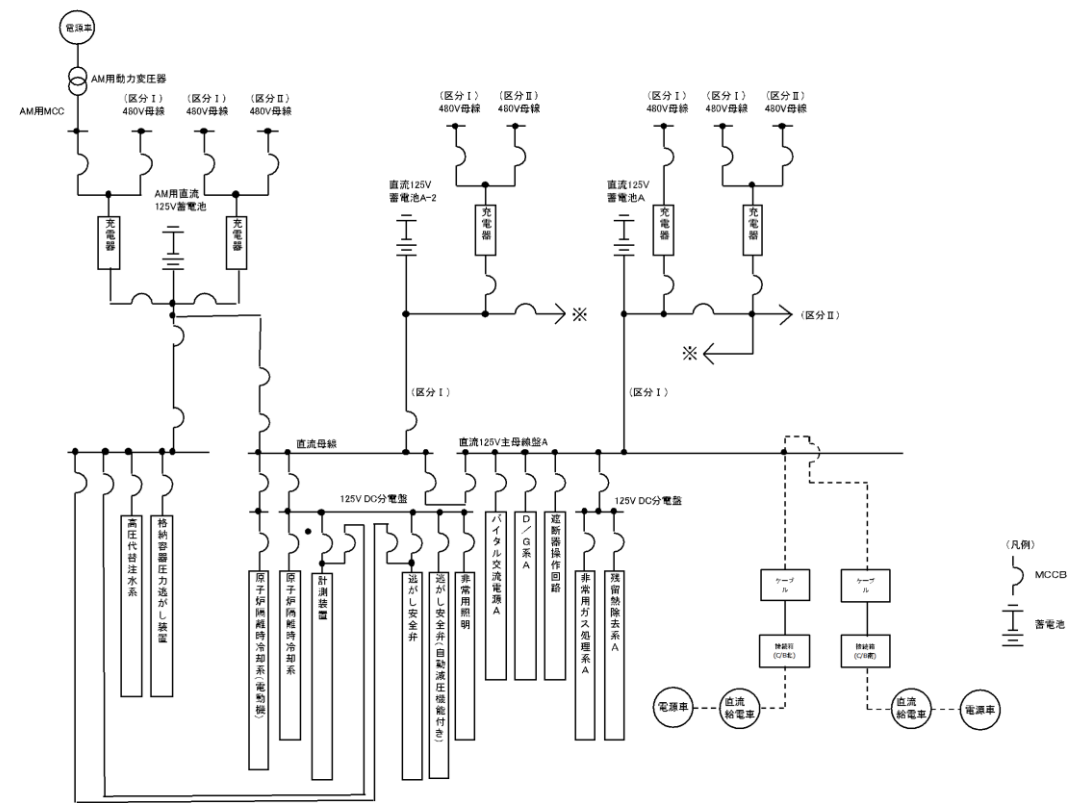 電源車
AM用動力変圧器
AM用MCC
(区分Ⅰ)
480V母線
(区分Ⅰ)
480V母線
(区分Ⅱ)
480V母線
(区分Ⅰ)
480V母線
(区分Ⅱ)
480V母線
(区分Ⅰ)
480V母線
(区分Ⅰ)
480V母線
(区分Ⅱ)
480V母線
AM用直流
125V蓄電池
直流125V
蓄電池A-2
直流125V
蓄電池A
充電器
充電器
充電器
充電器
充電器
※
(区分Ⅱ)
※
(区分Ⅰ)
(区分Ⅰ)
直流母線
直流125V主母線盤A
125V DC分電盤
125V DC分電盤
高圧代替注水系
格納容器圧力逃がし装置
原子炉隔離時冷却系(電動機)
原子炉隔離時冷却系
計測装置
逃がし安全弁
逃がし安全弁(自動減圧機能付き)
非常用照明
バイタル交流電源A
D/G系A
遮断器操作回路
非常用ガス処理系A
残留熱除去系A
ケーブ
ル
ケーブ
ル
接続箱
(C/B北)
接続箱
(C/B南)
電源車
直流
給電車
直流
給電車
電源車
(凡例)
MCCB
蓄電池